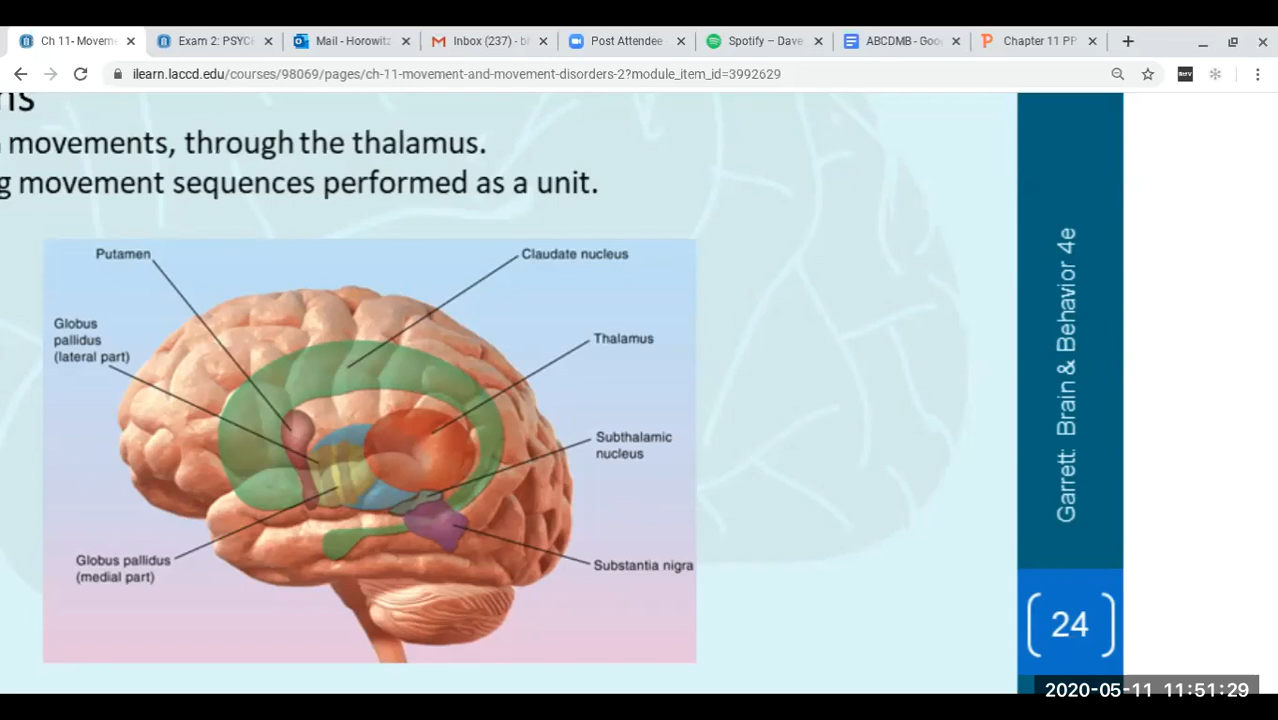 Ch 11- Movem
Exam 2: PSYC
Mail - Horowitz
Inbox (237) - b
Post Attendee
Spotify – Dave
ABCDMB - Goo
Chapter 11 PP
ilearn.laccd.edu/courses/98069/pages/ch-11-movement-and-movement-disorders-2?module_item_id=3992629
ns
movements, through the thalamus.
g movement sequences performed as a unit.
Putamen
Claudate nucleus
Globus
pallidus
(lateral part)
Thalamus
Subthalamic
nucleus
Globus pallidus
(medial part)
Substantia nigra
Garrett: Brain & Behavior 4e
24
2020-05-11 11:51:29